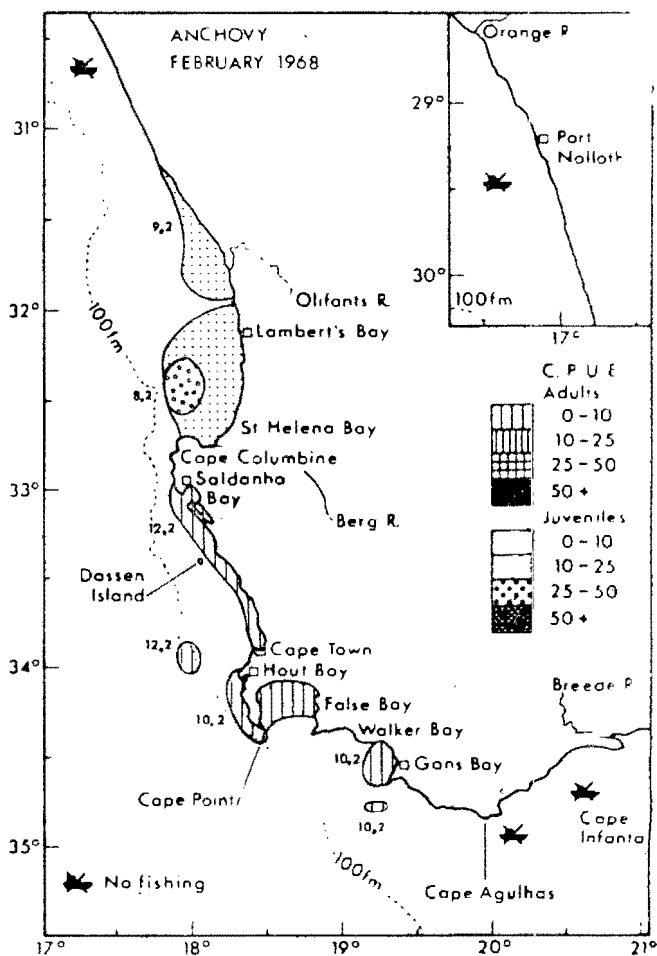 ANCHOVY
FEBRUARY 1968
Orange R
29°
Port
Nolloth
30°
100fm
17°
31°
9,2
Olifants R.
32°
100fm
Lambert's Bay
8,2
St Helena Bay
Cape Columbine
33°
Saldanha
Bay
12,2
Berg R.
Dassen
Island
12,2
34°
Cape Town
Hout Bay
10,2
False Bay
Breede R
Walker Bay
10,2
Gans Bay
Cape Point
10,2
Cape
Infanta
35°
100fm
No fishing
Cape Agulhas
17°
18°
19°
20°
21°
C. P U E
Adults
0-10
10-25
25-50
50+
Juveniles
0-10
10-25
25-50
50+